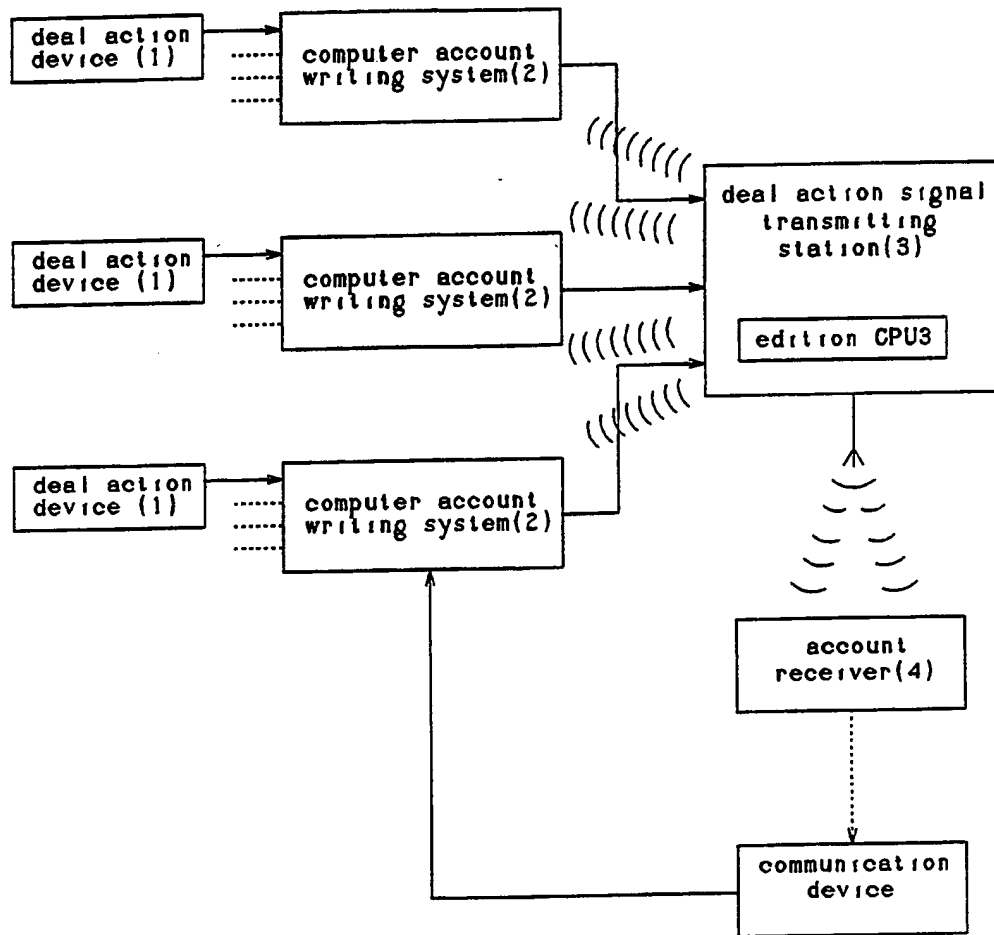 deal action
device (1)
computer account
writing system(2)
deal action signal
transmitting
station(3)
edition CPU3
deal action
device (1)
computer account
writing system(2)
deal action
device (1)
computer account
writing system(2)
account
receiver(4)
communication
device